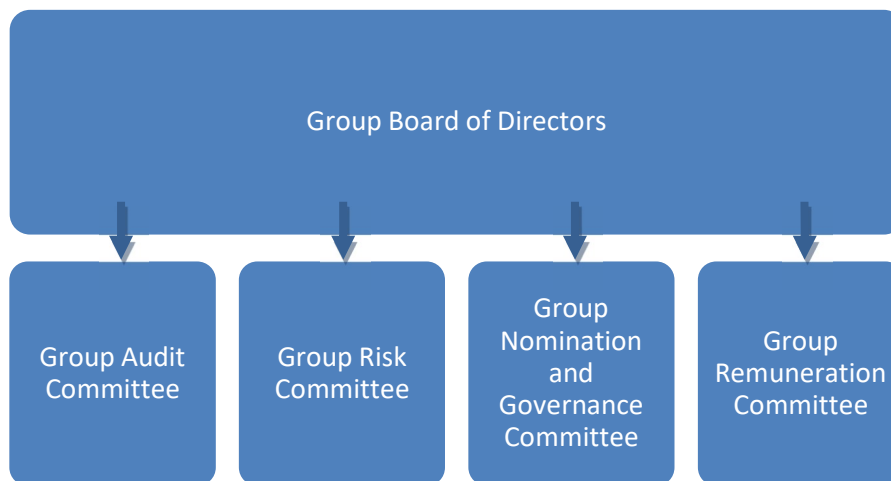 Group Board of Directors
Group Audit
Committee
Group Risk
Committee
Group
Nomination
and
Governance
Committee
Group
Remuneration
Committee